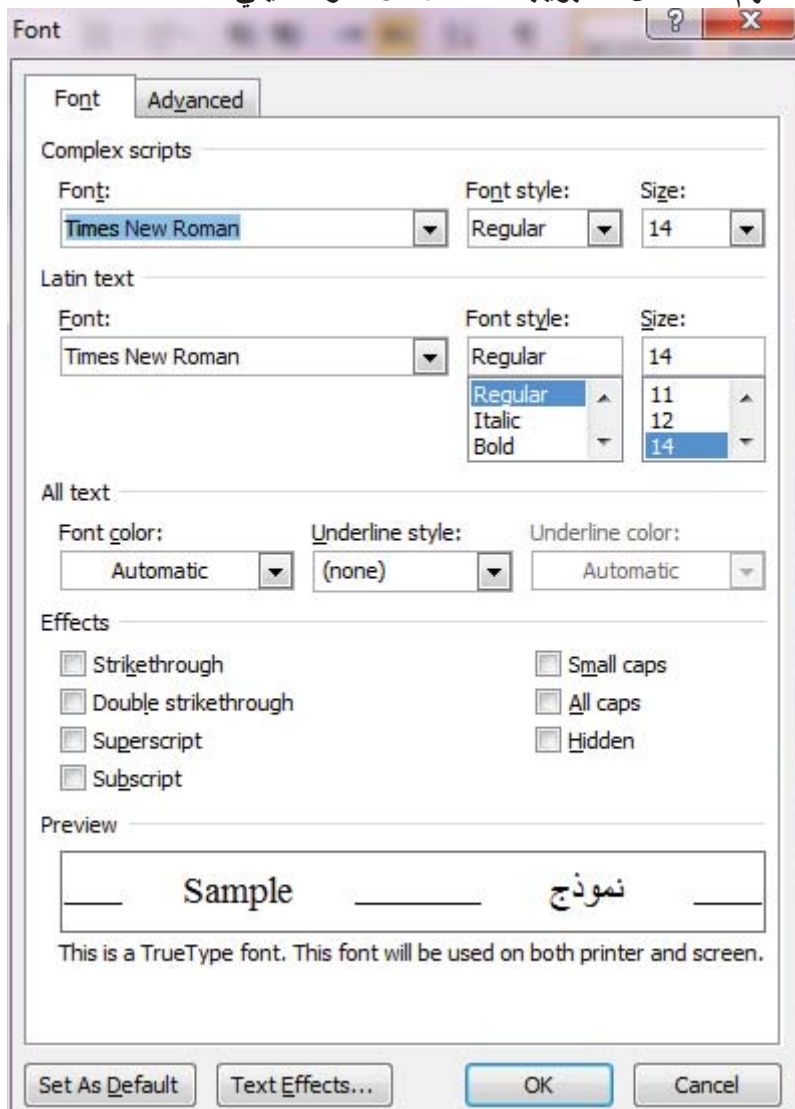 Font
Font Advanced
Complex scripts
Font: Font style: Size:
Times New Roman Regular 14
Latin text
Font: Font style: Size:
Times New Roman Regular 14
Regular 11
Italic 12
Bold 14
All text
Font color: Underline style: Underline color:
Automatic (none) Automatic
Effects
Strikethrough Small caps
Double strikethrough All caps
Superscript Hidden
Subscript
Preview
Sample نموذج
This is a TrueType font. This font will be used on both printer and screen.
Set As Default Text Effects... OK Cancel